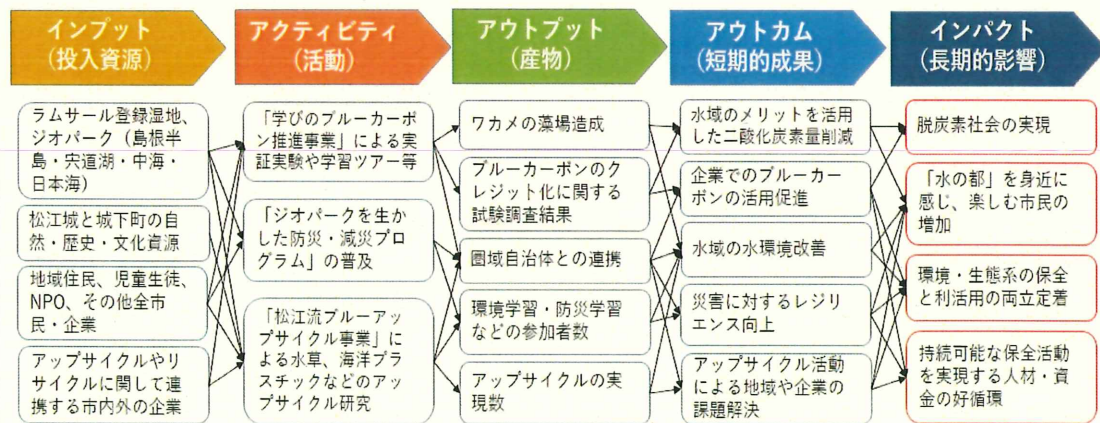 インプット
(投入資源)
アクティビティ
(活動)
アウトプット
(産物)
アウトカム
(短期的成果)
インパクト
(長期的影響)
ラムサール登録湿地、
ジオパーク（島根半
島・宍道湖・中海・
日本海）
松江城と城下町の自
然・歴史・文化資源
地域住民、児童生徒、
NPO、その他全市
民・企業
アップサイクルやリ
サイクルに関して連
携する市内外の企業
「学びのブルーカーボ
ン推進事業」による実
証実験や学習ツアー等
「ジオパークを生か
した防災・減災プロ
グラム」の普及
「松江流ブルーアッ
プサイクル事業」に
よる水草、海洋プラ
スチックなどのアッ
プサイクル研究
ワカメの藻場造成
ブルーカーボンのク
レジット化に関する
試験調査結果
圏域自治体との連携
環境学習・防災学習
などの参加者数
アップサイクルの実
現数
水域のメリットを活用
した二酸化炭素量削減
企業でのブルーカー
ボンの活用促進
水域の水環境改善
災害に対するレジリ
エンス向上
アップサイクル活動
による地域や企業の
課題解決
脱炭素社会の実現
「水の都」を身近に
感じ、楽しむ市民の
増加
環境・生態系の保全
と利活用の両立定着
持続可能な保全活動
を実現する人材・資
金の好循環